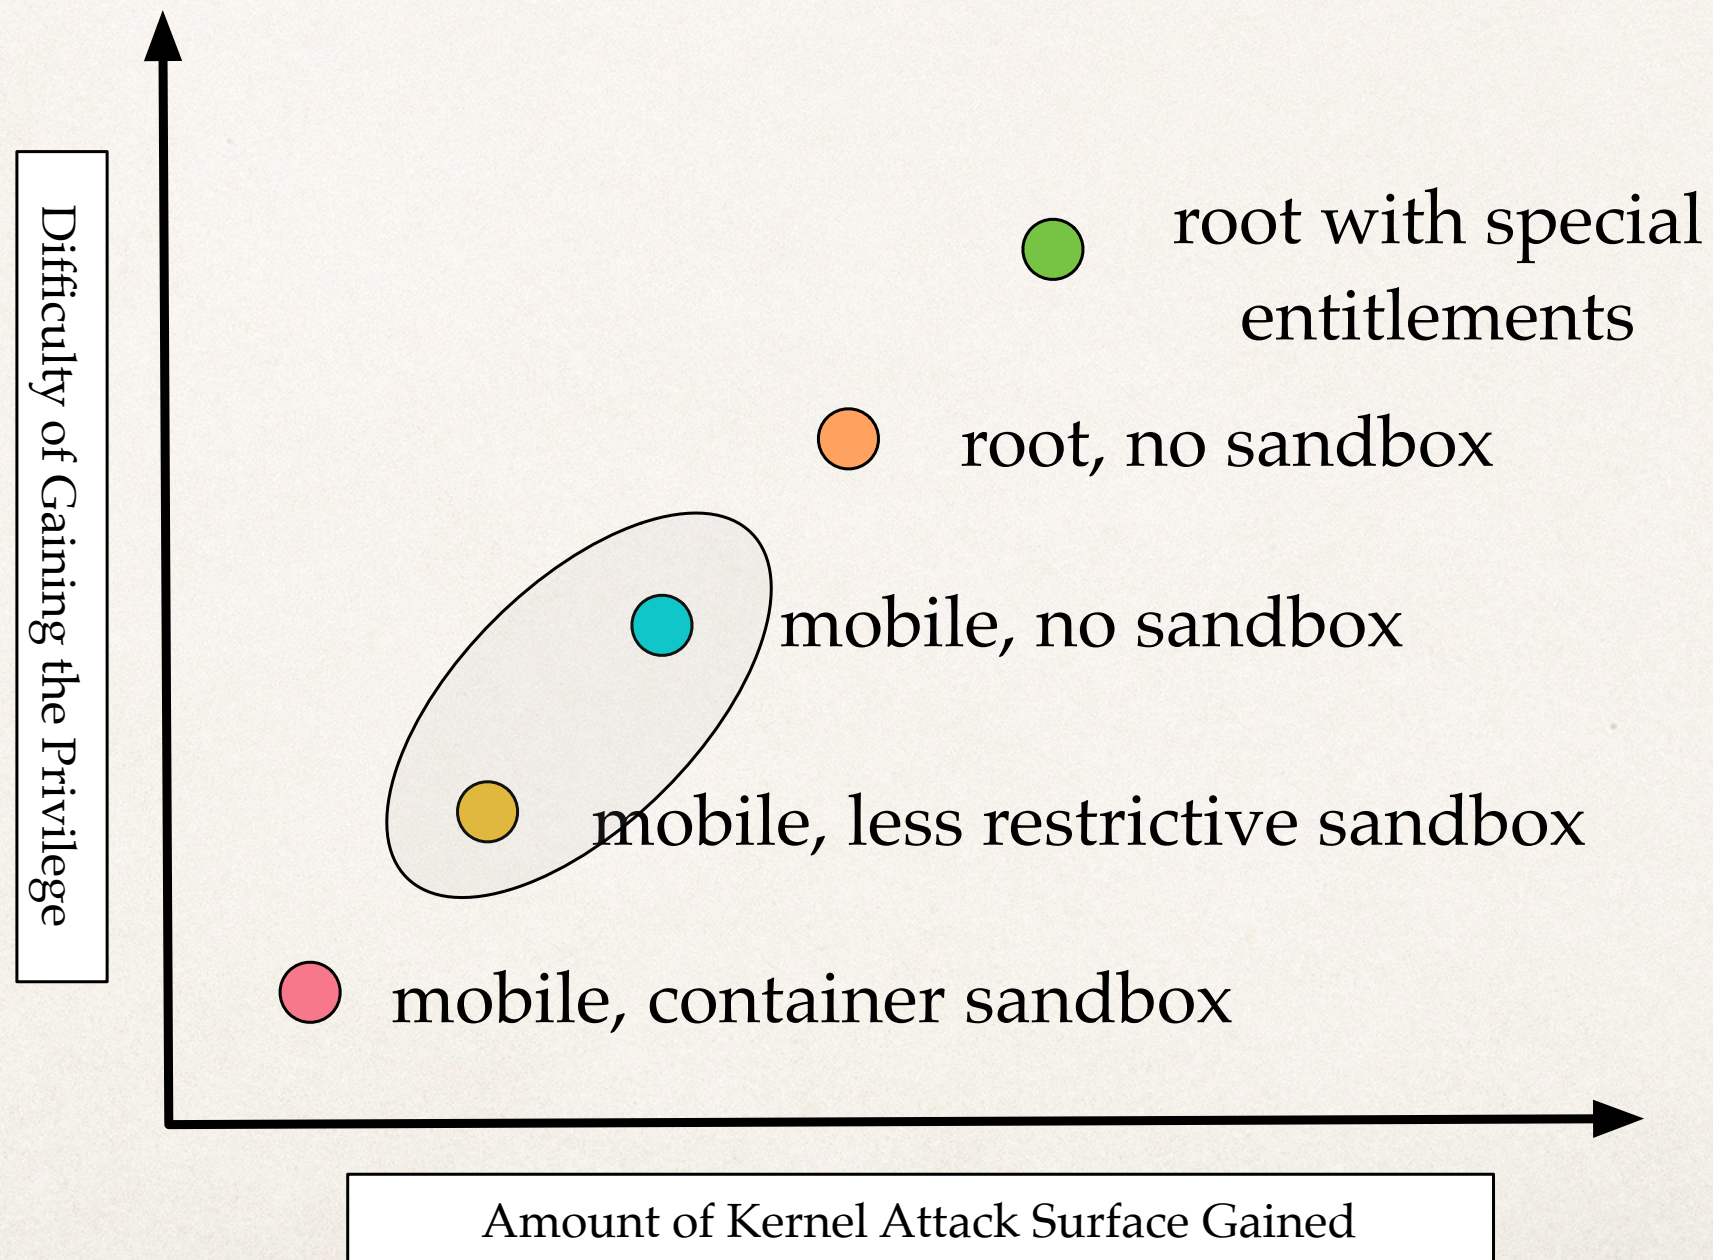 Difficulty of Gaining the Privilege
root with special
entitlements
root, no sandbox
mobile, no sandbox
mobile, less restrictive sandbox
mobile, container sandbox
Amount of Kernel Attack Surface Gained